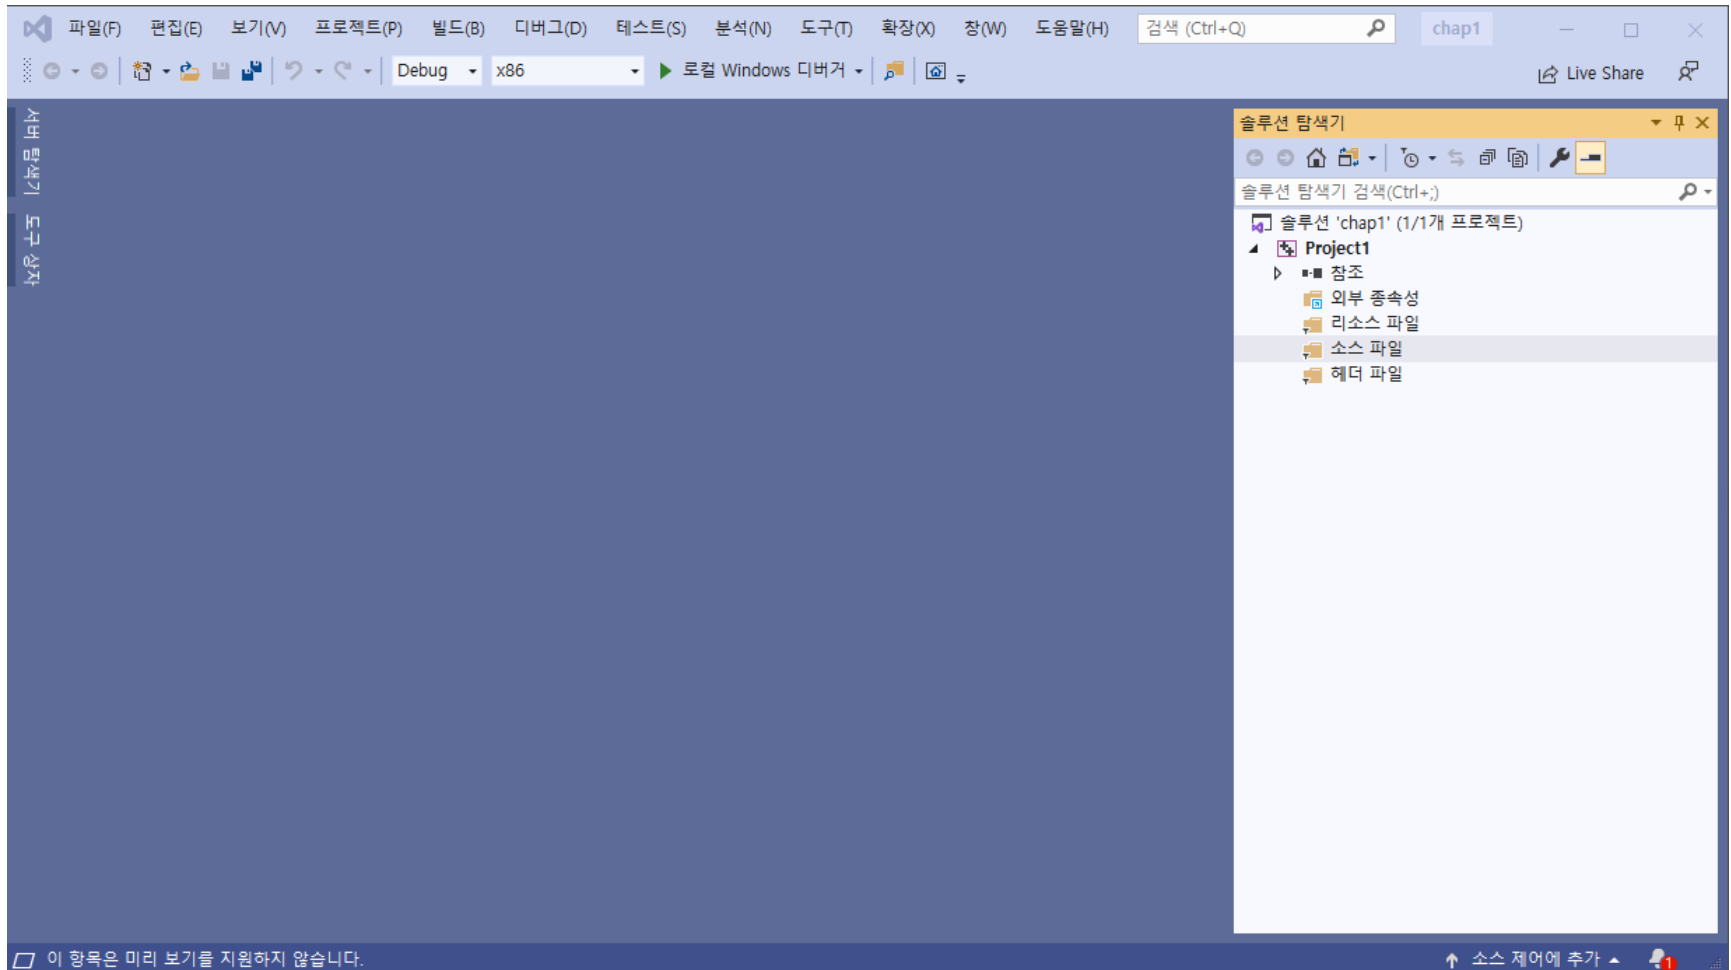 파일(F) 편집(E) 보기(V) 프로젝트(P) 빌드(B) 디버그(D) 테스트(S) 분석(N) 도구(T) 확장(X) 창(W) 도움말(H) 검색 (Ctrl+Q) chap1
Debug x86 로컬 Windows 디버거 Live Share
서버 탐색기
도구 상자
솔루션 탐색기
솔루션 탐색기 검색(Ctrl+;)
솔루션 'chap1' (1/1개 프로젝트)
Project1
참조
외부 종속성
리소스 파일
소스 파일
헤더 파일
이 항목은 미리 보기를 지원하지 않습니다. 소스 제어에 추가 1